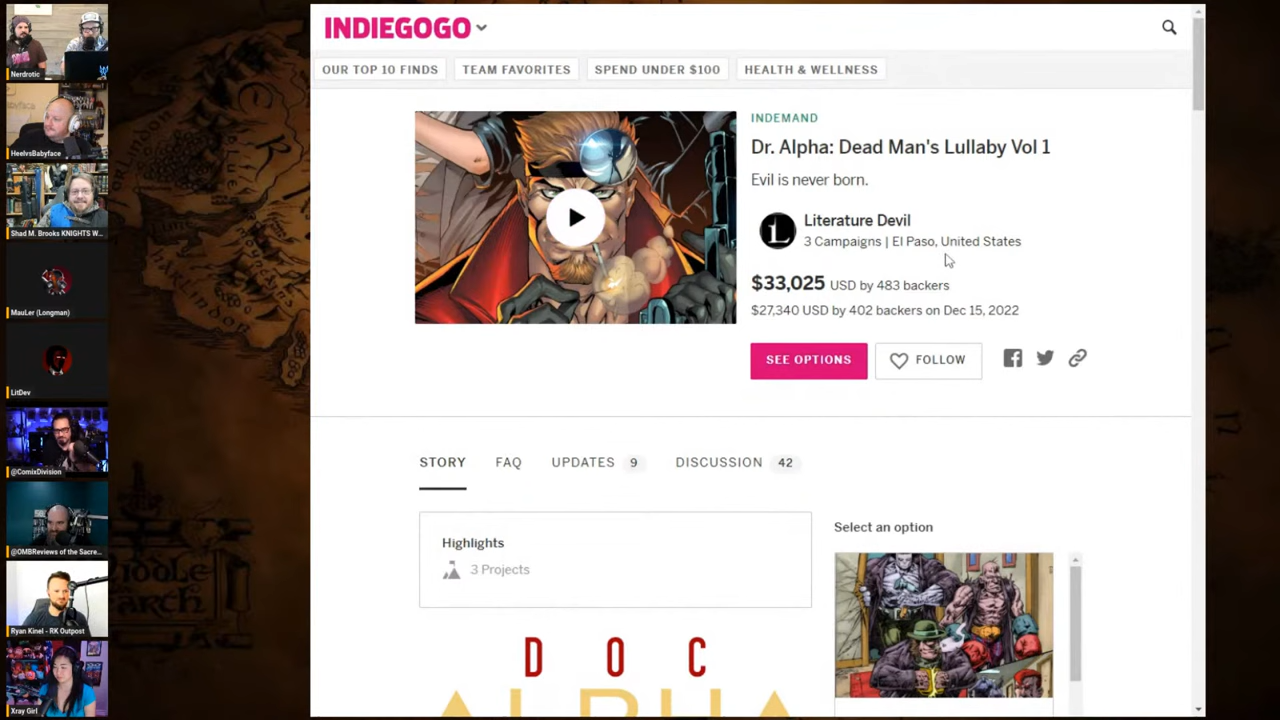 Nerdrotic
HeelvsBabyface
Shad M. Brooks KNIGHTS W...
MauLer (Longman)
LitDev
@ComixDivision
@OMBReviews of the Sacre...
Ryan Kinel - RK Outpost
Xray Girl
INDIEGOGO
OUR TOP 10 FINDS
TEAM FAVORITES
SPEND UNDER $100
HEALTH & WELLNESS
INDEMAND
Dr. Alpha: Dead Man's Lullaby Vol 1
Evil is never born.
L
Literature Devil
3 Campaigns | El Paso, United States
$33,025 USD by 483 backers
$27,340 USD by 402 backers on Dec 15, 2022
SEE OPTIONS
FOLLOW
STORY
FAQ
UPDATES 9
DISCUSSION 42
Highlights
3 Projects
Select an option
DOC
ALPHA